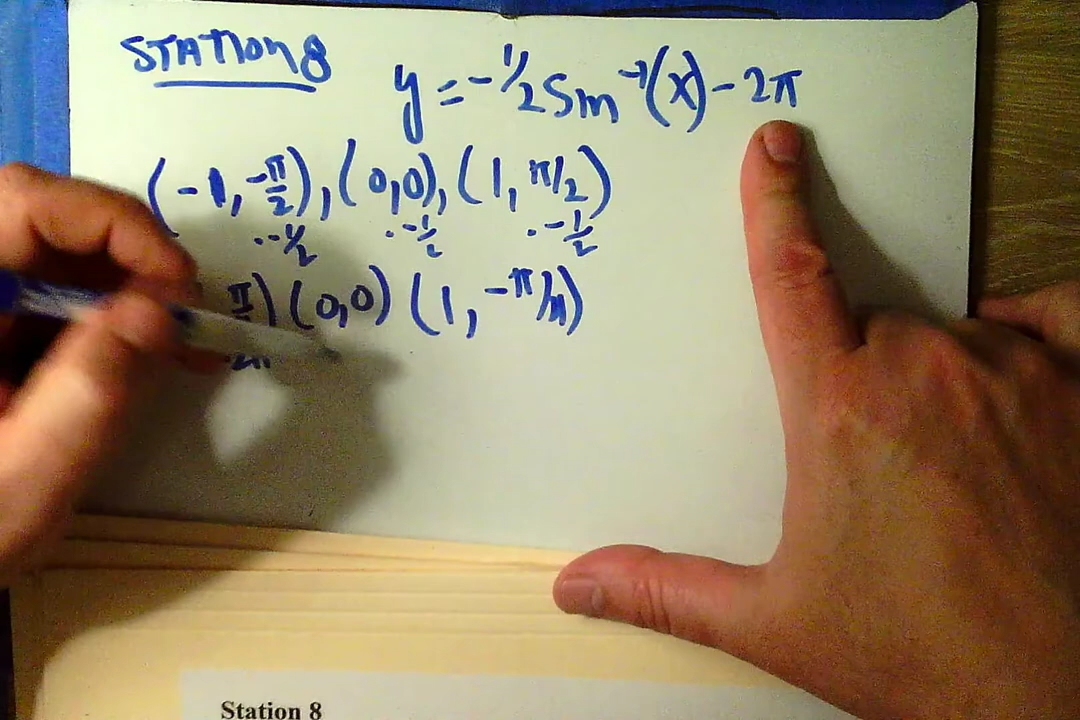 STATION 8
y = -1/2 Sin⁻¹(x) - 2π
(-1, -π/2), (0,0), (1, π/2)
·-1/2 ·-1/2 ·-1/2
π/ ) (0,0) (1, -π/4)
-2π
Station 8